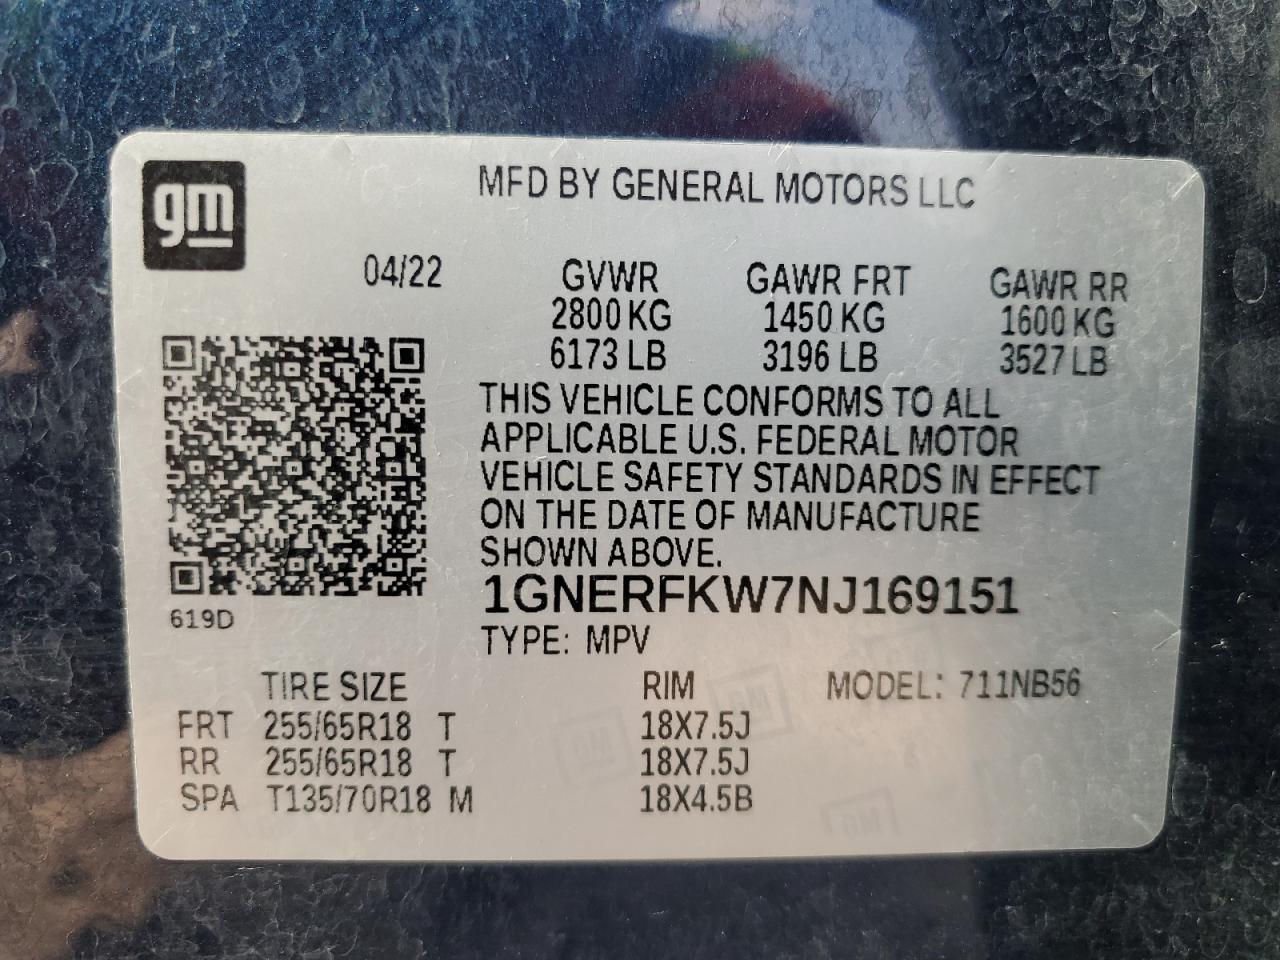 gm
MFD BY GENERAL MOTORS LLC
04/22 GVWR GAWR FRT GAWR RR
2800 KG 1450 KG 1600 KG
6173 LB 3196 LB 3527 LB
THIS VEHICLE CONFORMS TO ALL
APPLICABLE U.S. FEDERAL MOTOR
VEHICLE SAFETY STANDARDS IN EFFECT
ON THE DATE OF MANUFACTURE
SHOWN ABOVE.
1GNERFKW7NJ169151
619D
TYPE: MPV
TIRE SIZE RIM MODEL: 711NB56
FRT 255/65R18 T 18X7.5J
RR 255/65R18 T 18X7.5J
SPA T135/70R18 M 18X4.5B